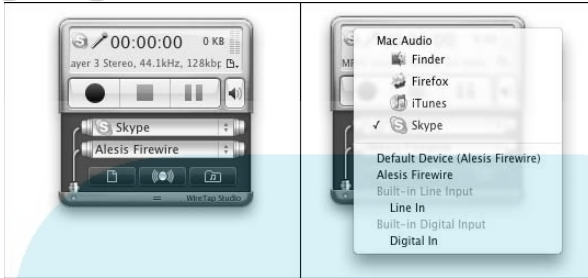 00:00:00 0 KB
ayer 3 Stereo, 44.1kHz, 128kbp
Skype
Alesis Firewire
WireTap Studio
Mac Audio
Finder
Firefox
iTunes
✓ Skype
Default Device (Alesis Firewire)
Alesis Firewire
Built-in Line Input
Line In
Built-in Digital Input
Digital In